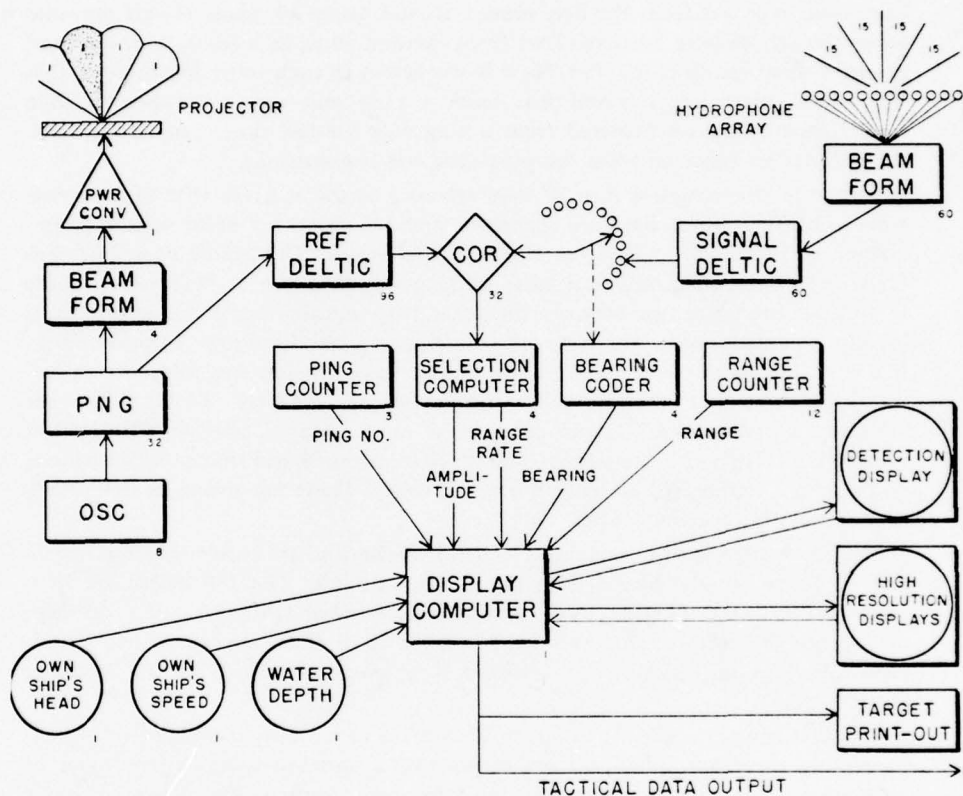 1
1
1
PROJECTOR
15
15
15
15
HYDROPHONE
ARRAY
PWR
CONV
1
BEAM
FORM
60
REF
DELTIC
96
COR
32
SIGNAL
DELTIC
60
BEAM
FORM
4
PING
COUNTER
3
SELECTION
COMPUTER
4
BEARING
CODER
4
RANGE
COUNTER
12
PNG
32
PING NO.
AMPLI-
TUDE
RANGE
RATE
BEARING
RANGE
DETECTION
DISPLAY
OSC
8
DISPLAY
COMPUTER
HIGH
RESOLUTION
DISPLAYS
OWN
SHIP'S
HEAD
1
OWN
SHIP'S
SPEED
1
WATER
DEPTH
1
1
TARGET
PRINT-OUT
TACTICAL DATA OUTPUT